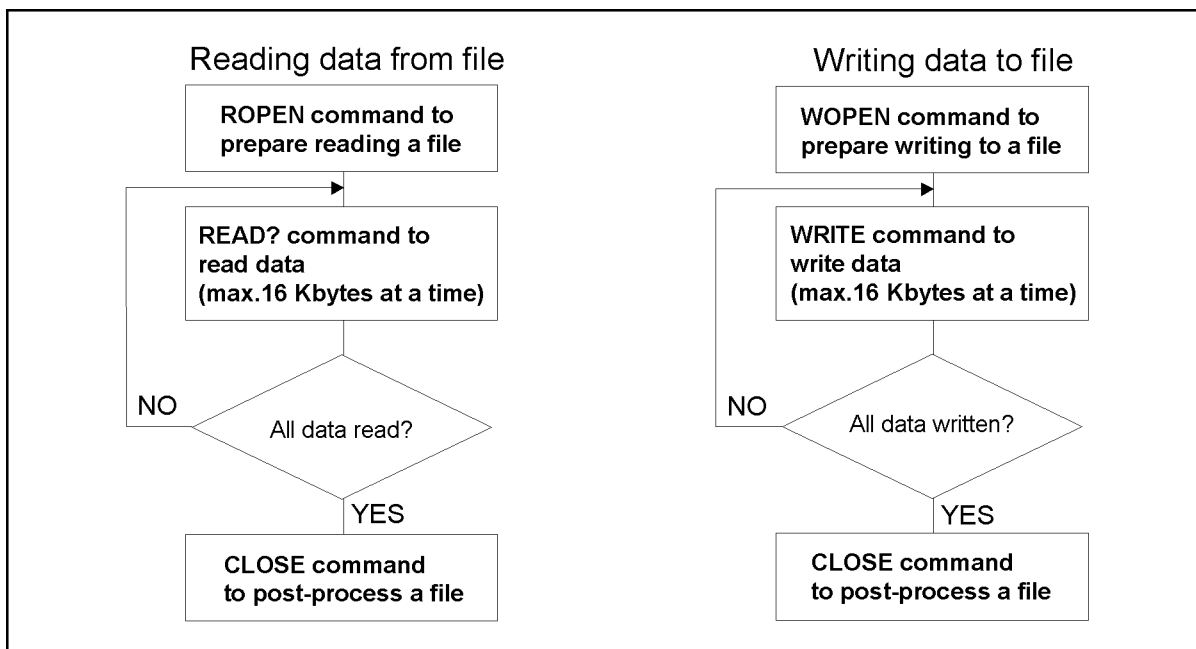 Reading data from file
ROPEN command to
prepare reading a file
READ? command to
read data
(max.16 Kbytes at a time)
NO
All data read?
YES
CLOSE command
to post-process a file
Writing data to file
WOPEN command to
prepare writing to a file
WRITE command to
write data
(max.16 Kbytes at a time)
NO
All data written?
YES
CLOSE command
to post-process a file